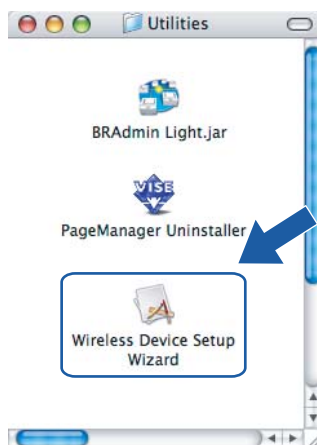 Utilities
BRAdmin Light.jar
VISE
PageManager Uninstaller
Wireless Device Setup
Wizard